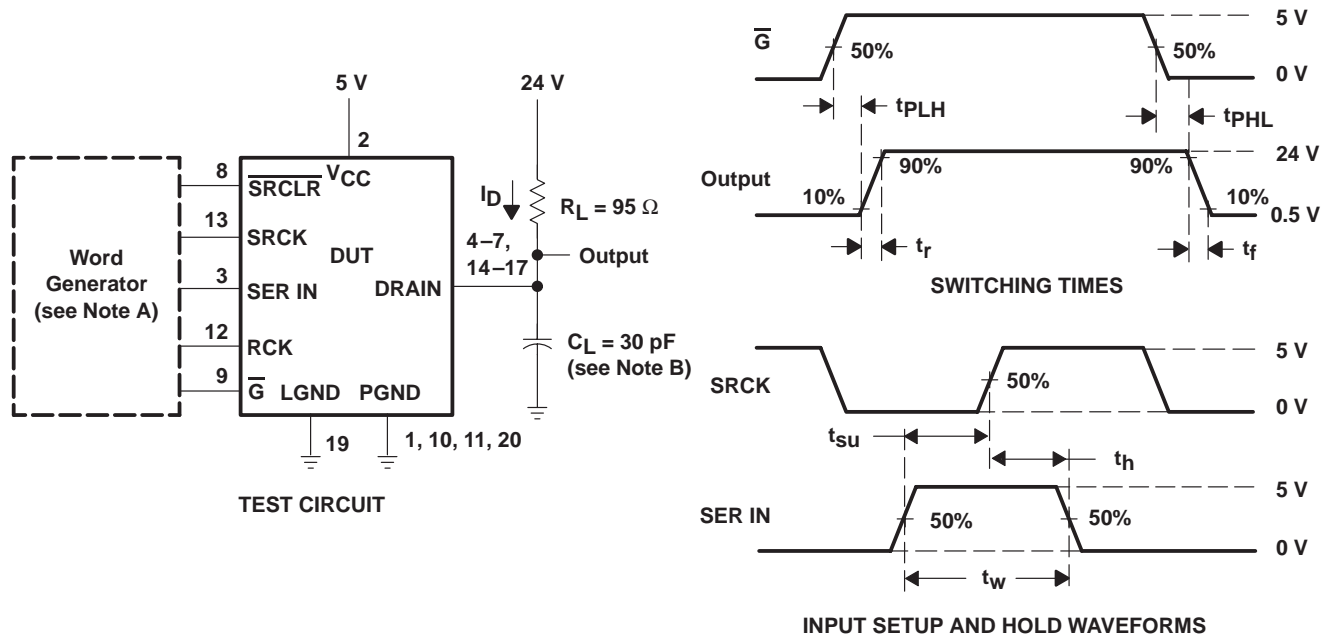 5 V
24 V
2
Word
Generator
(see Note A)
8
13
3
12
9
SRCLR
SRCK
SER IN
RCK
G
VCC
DUT
DRAIN
LGND
PGND
19
1, 10, 11, 20
ID
RL = 95 Ω
4–7,
14–17
Output
CL = 30 pF
(see Note B)
TEST CIRCUIT
G
50%
50%
5 V
0 V
tPLH
tPHL
Output
10%
90%
90%
10%
24 V
0.5 V
tr
tf
SWITCHING TIMES
SRCK
50%
5 V
0 V
tsu
th
SER IN
50%
50%
5 V
0 V
tw
INPUT SETUP AND HOLD WAVEFORMS